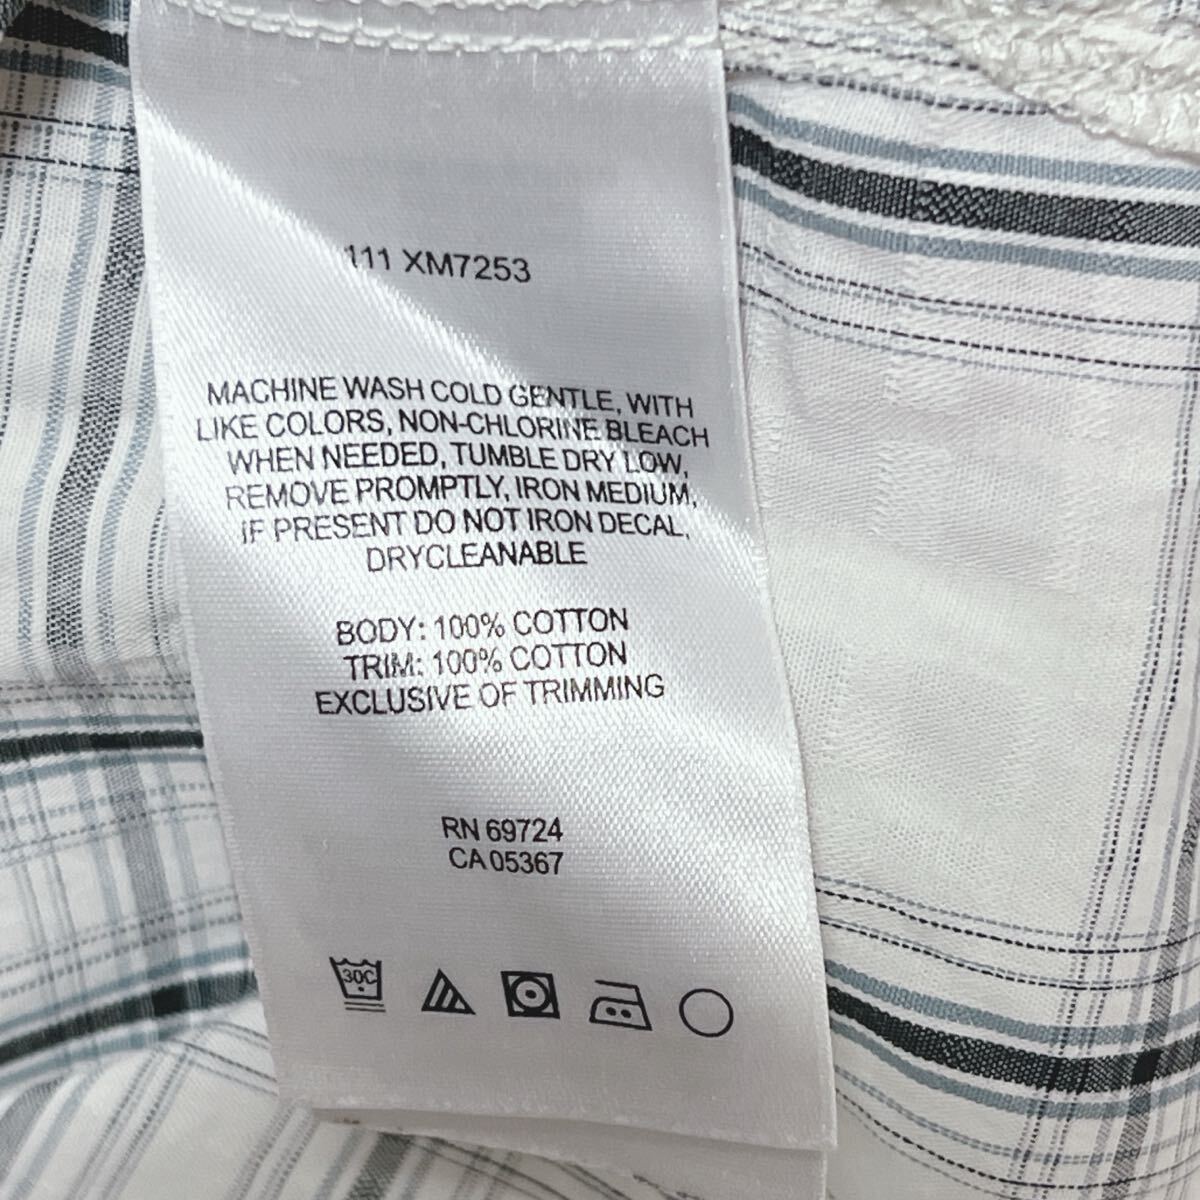 111 XM7253
MACHINE WASH COLD GENTLE, WITH
LIKE COLORS, NON-CHLORINE BLEACH
WHEN NEEDED, TUMBLE DRY LOW,
REMOVE PROMPTLY, IRON MEDIUM,
IF PRESENT DO NOT IRON DECAL,
DRYCLEANABLE
BODY: 100% COTTON
TRIM: 100% COTTON
EXCLUSIVE OF TRIMMING
RN 69724
CA 05367
30C